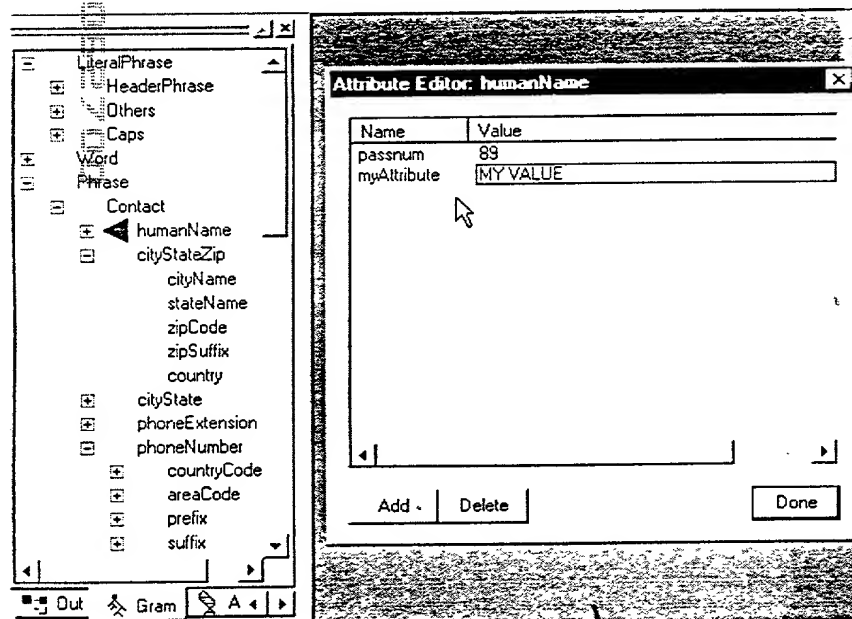 LiteralPhrase
HeaderPhrase
Others
Caps
Word
Phrase
Contact
humanName
cityStateZip
cityName
stateName
zipCode
zipSuffix
country
cityState
phoneExtension
phoneNumber
countryCode
areaCode
prefix
suffix
Out Gram A
Attribute Editor: humanName
Name Value
passnum 89
myAttribute MY VALUE
Add Delete Done